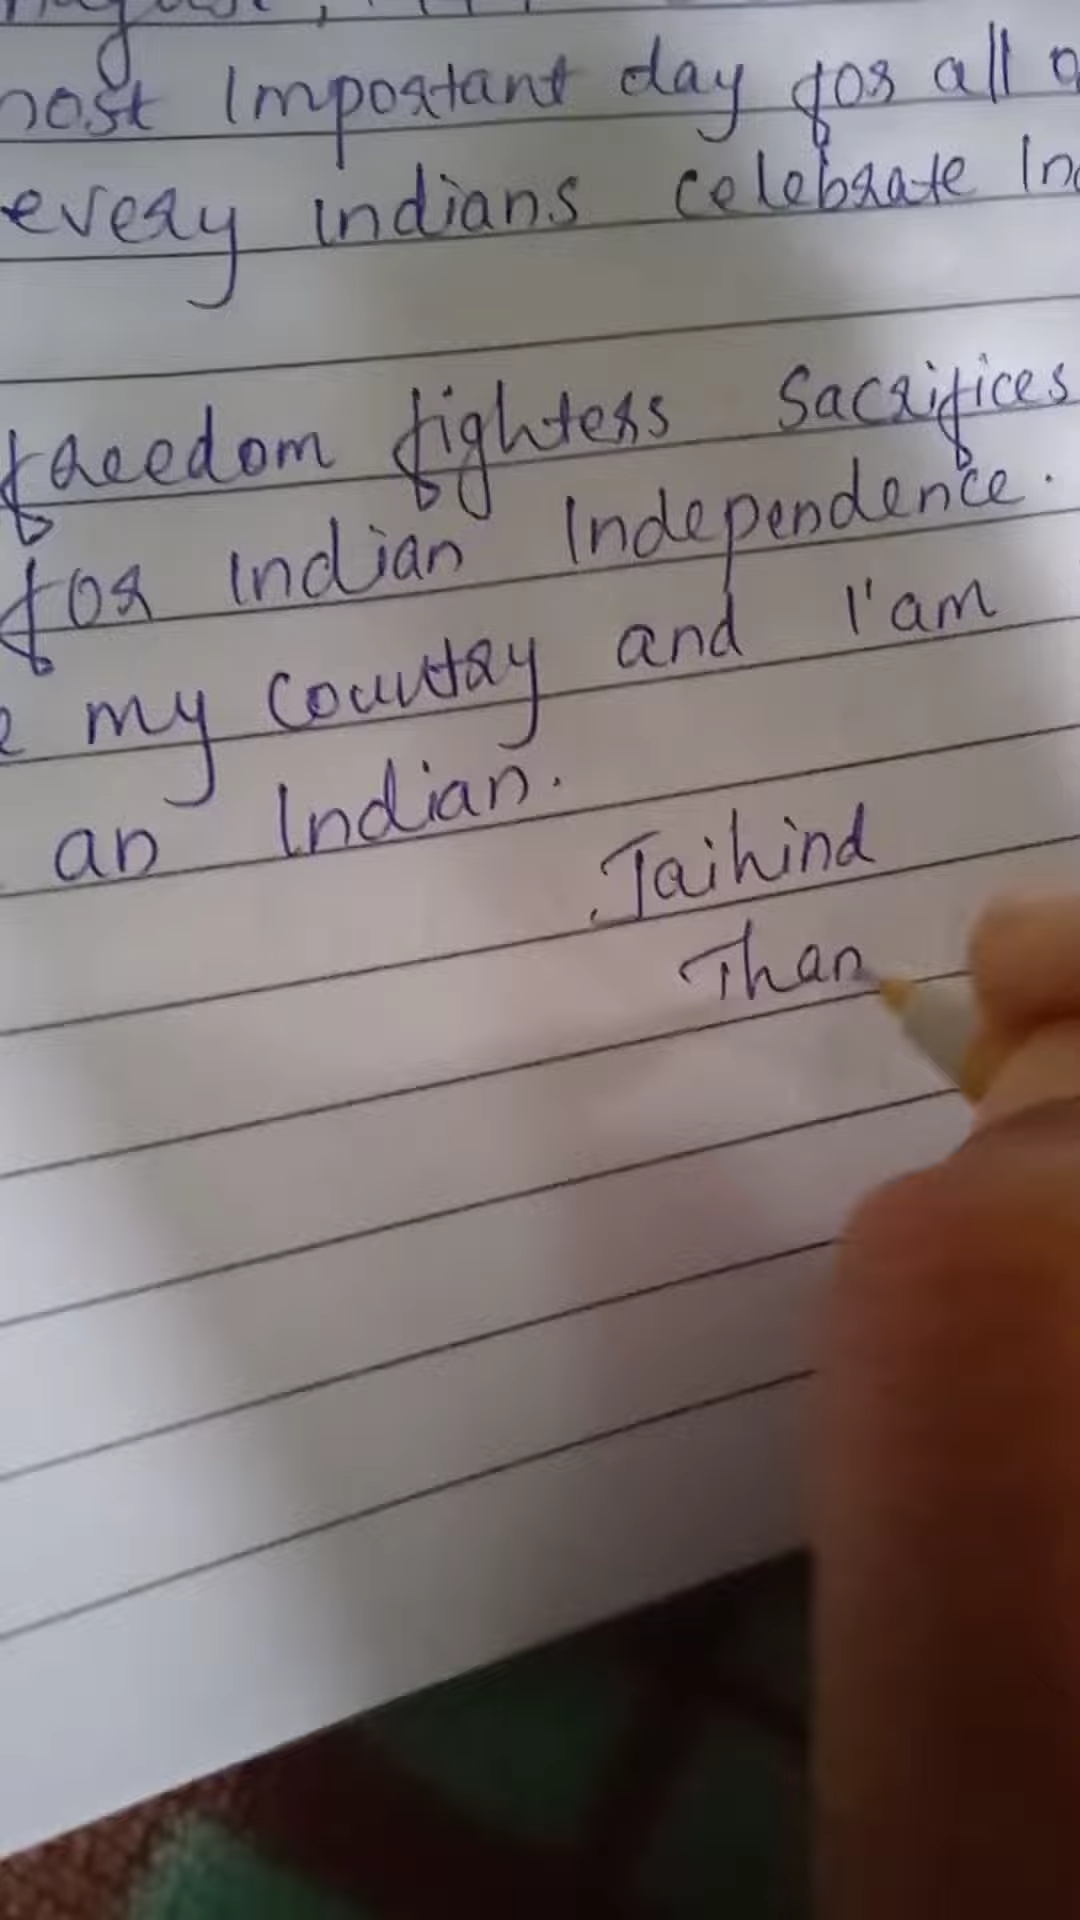 most Important day for all
every indians celebrate
freedom fighters Sacrifices
for Indian Independence.
my Country and I'am
an Indian.
Jaihind
Than